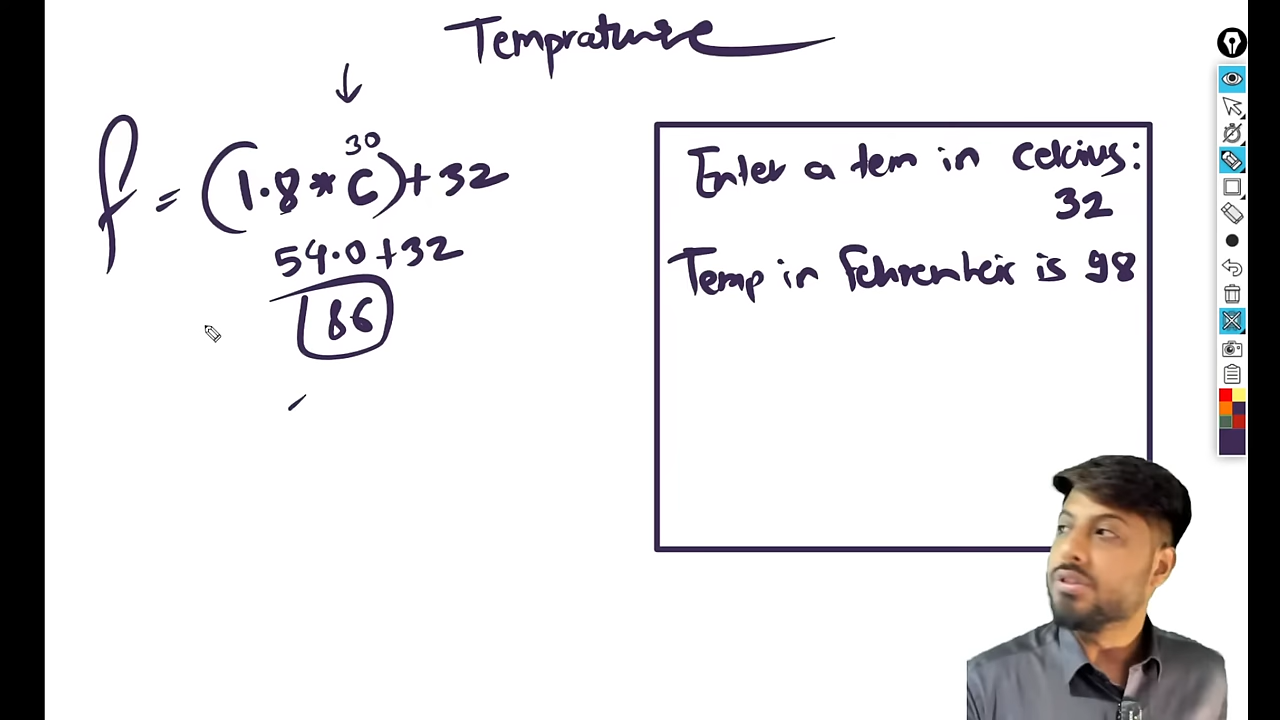 Temprature
30
f = (1.8 * C) + 32
54.0 + 32
86
Enter a tem in celcius:
32
Temp in Fehrenheit is 98